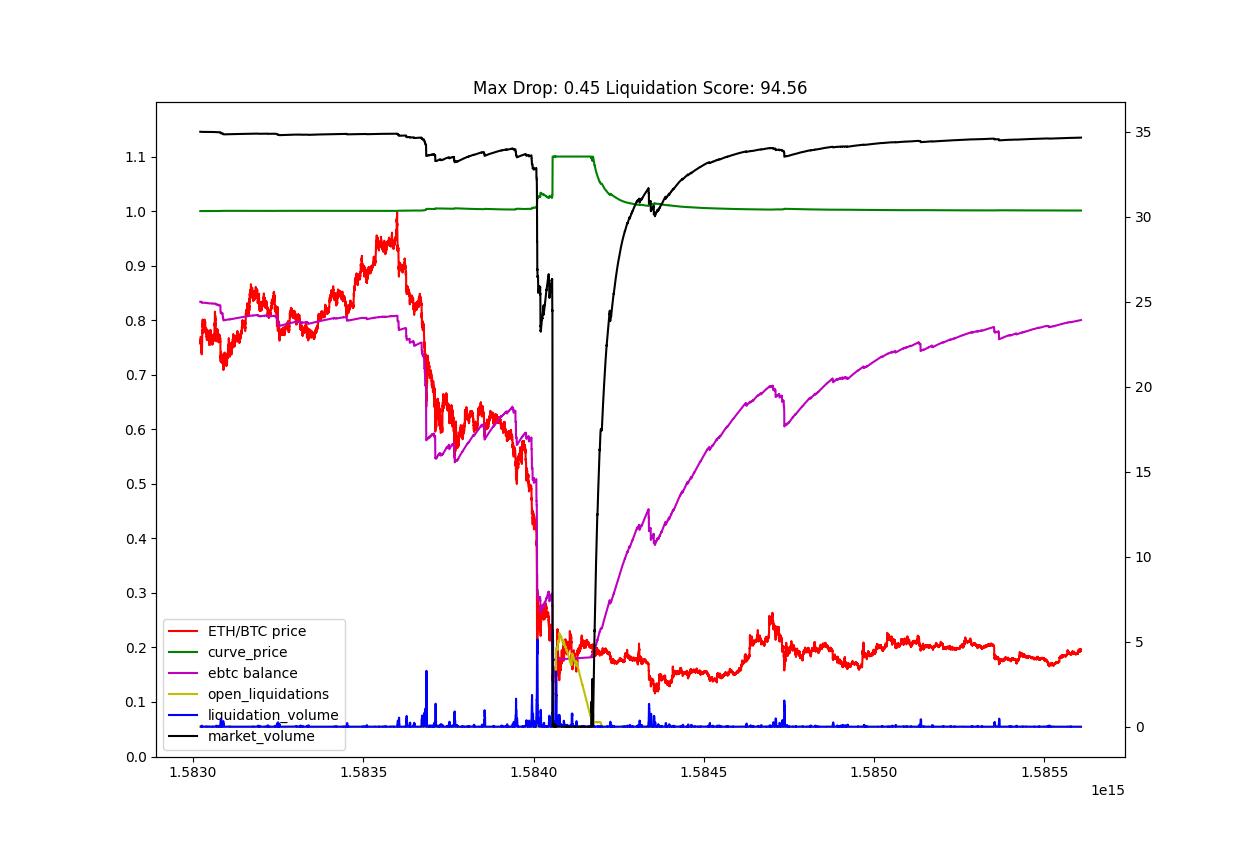 Max Drop: 0.45 Liquidation Score: 94.56
1.1
1.0
0.9
0.8
0.7
0.6
0.5
0.4
0.3
0.2
0.1
0.0
35
30
25
20
15
10
5
0
ETH/BTC price
curve_price
ebtc balance
open_liquidations
liquidation_volume
market_volume
1.5830 1.5835 1.5840 1.5845 1.5850 1.5855
1e15